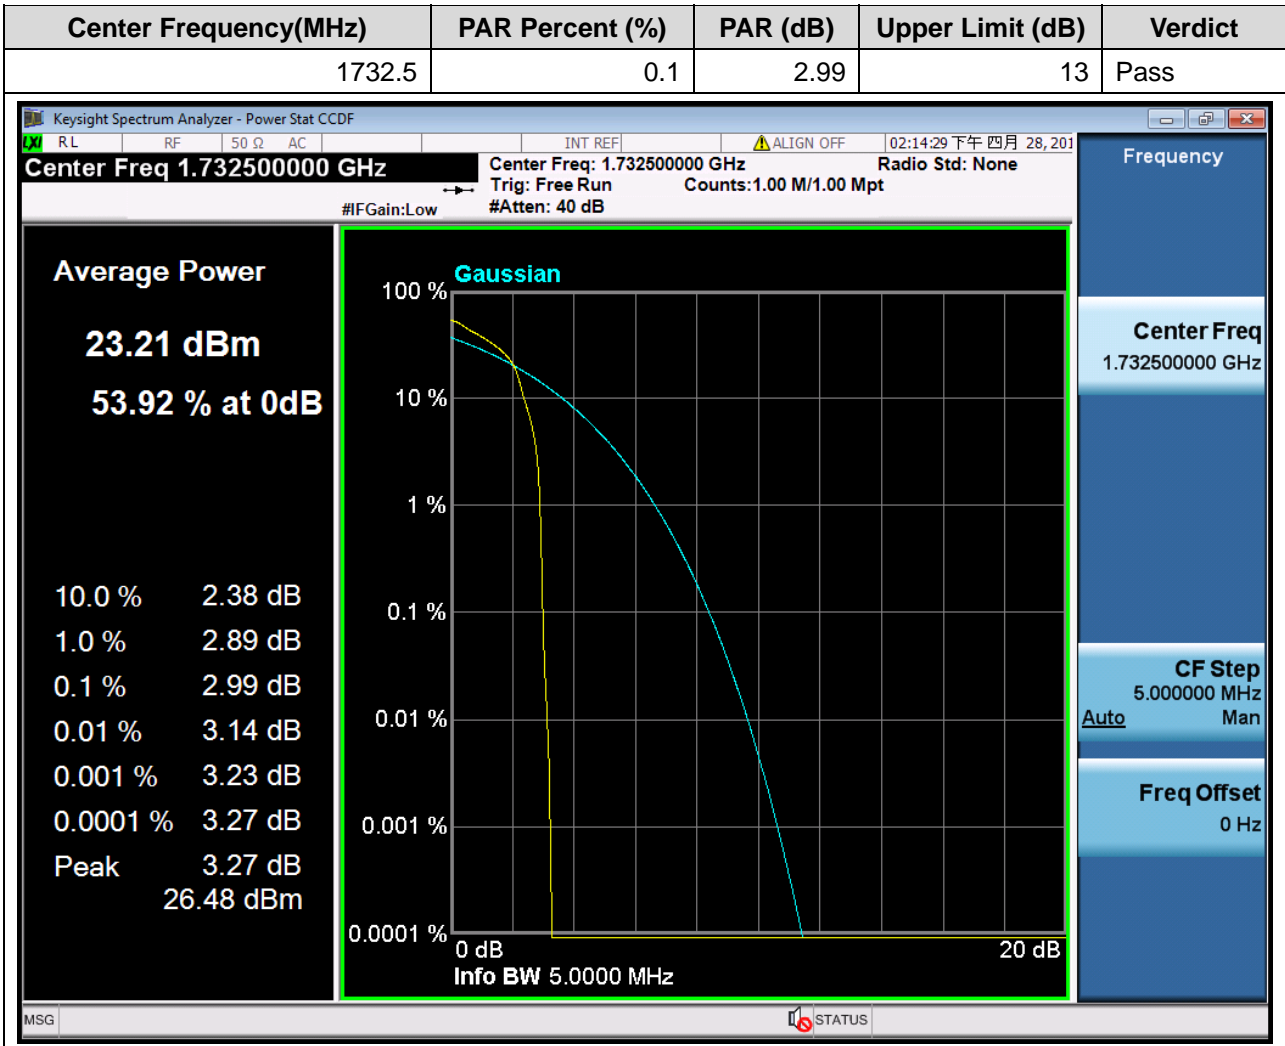 Center Frequency(MHz) PAR Percent (%) PAR (dB) Upper Limit (dB) Verdict
1732.5 0.1 2.99 13 Pass
Keysight Spectrum Analyzer - Power Stat CCDF
LXI RL RF 50 Ω AC INT REF ALIGN OFF 02:14:29 下午 四月 28, 201
Center Freq 1.732500000 GHz
Center Freq: 1.732500000 GHz Radio Std: None
Trig: Free Run Counts:1.00 M/1.00 Mpt
#IFGain:Low #Atten: 40 dB
Average Power
23.21 dBm
53.92 % at 0dB
10.0 % 2.38 dB
1.0 % 2.89 dB
0.1 % 2.99 dB
0.01 % 3.14 dB
0.001 % 3.23 dB
0.0001 % 3.27 dB
Peak 3.27 dB
26.48 dBm
Gaussian
100 %
10 %
1 %
0.1 %
0.01 %
0.001 %
0.0001 %
0 dB 20 dB
Info BW 5.0000 MHz
Frequency
Center Freq
1.732500000 GHz
CF Step
5.000000 MHz
Auto Man
Freq Offset
0 Hz
MSG STATUS